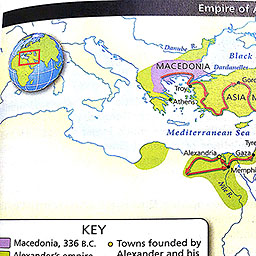 Empire of A
Danube R.
Black
MACEDONIA
Dardanelles
Troy
Gord
Athens
ASIA M
Mediterranean Sea
Tyre
Alexandria
Gaza
Memphis
Nile R.
KEY
Macedonia, 336 B.C.
Towns founded by
Alexander's empire
Alexander and his